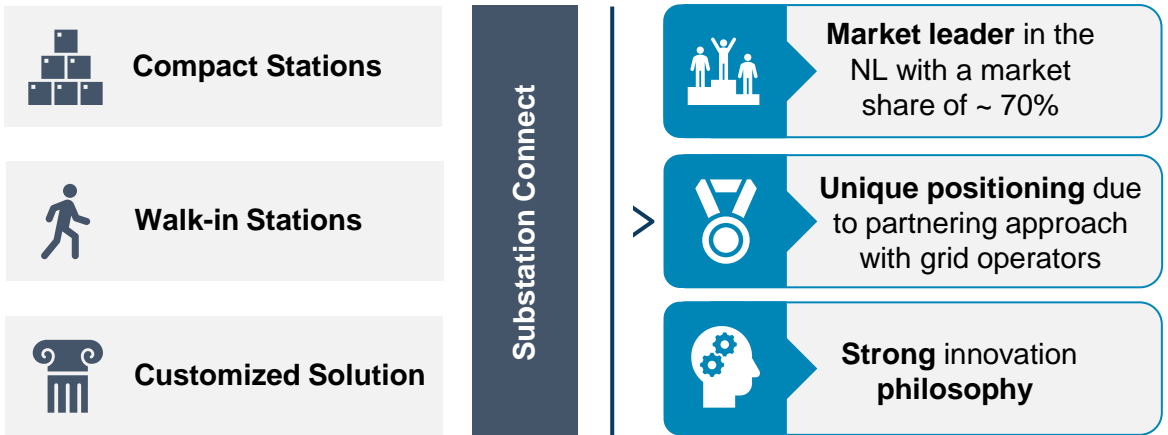 Compact Stations
Walk-in Stations
Customized Solution
Substation Connect
>
Market leader in the
NL with a market
share of ~ 70%
Unique positioning due
to partnering approach
with grid operators
Strong innovation
philosophy